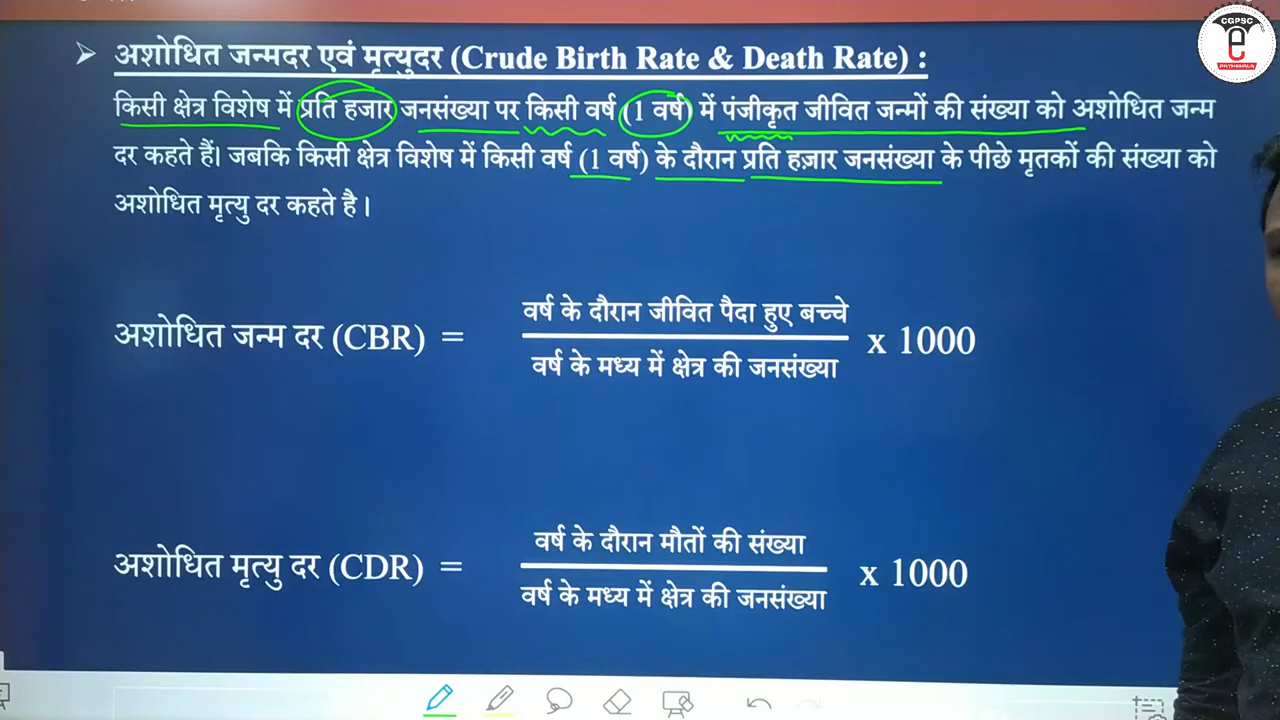 CGPSC
e
PATHSHALA
➢ अशोधित जन्मदर एवं मृत्युदर (Crude Birth Rate & Death Rate) :
किसी क्षेत्र विशेष में प्रति हजार जनसंख्या पर किसी वर्ष (1 वर्ष) में पंजीकृत जीवित जन्मों की संख्या को अशोधित जन्म
दर कहते हैं। जबकि किसी क्षेत्र विशेष में किसी वर्ष (1 वर्ष) के दौरान प्रति हज़ार जनसंख्या के पीछे मृतकों की संख्या को
अशोधित मृत्यु दर कहते है ।
वर्ष के दौरान जीवित पैदा हुए बच्चे
अशोधित जन्म दर (CBR) = x 1000
वर्ष के मध्य में क्षेत्र की जनसंख्या
वर्ष के दौरान मौतों की संख्या
अशोधित मृत्यु दर (CDR) = x 1000
वर्ष के मध्य में क्षेत्र की जनसंख्या